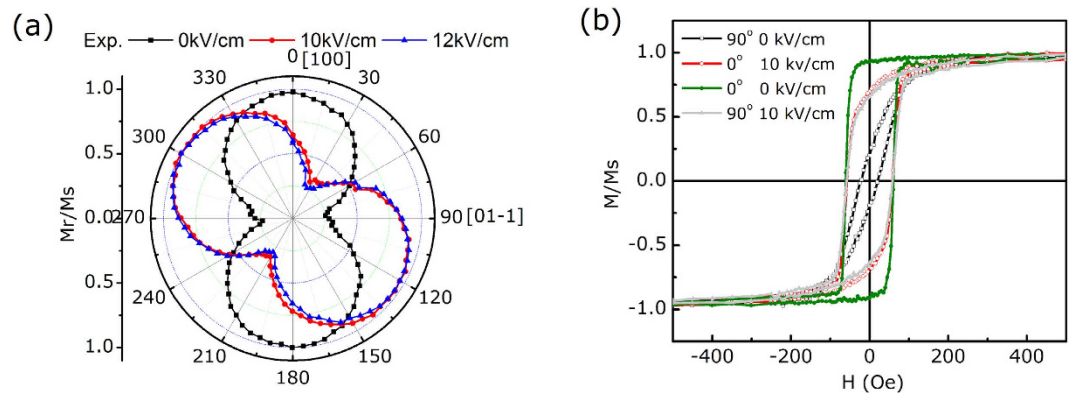 (a)
Exp. 0kV/cm 10kV/cm 12kV/cm
0 [100]
330 30
300 60
270 90 [01-1]
240 120
210 150
180
1.0
0.5
0.0
0.5
1.0
Mr/Ms
(b)
90° 0 kV/cm
0° 10 kv/cm
0° 0 kV/cm
90° 10 kV/cm
1.0
0.5
0.0
-0.5
-1.0
M/Ms
-400 -200 0 200 400
H (Oe)